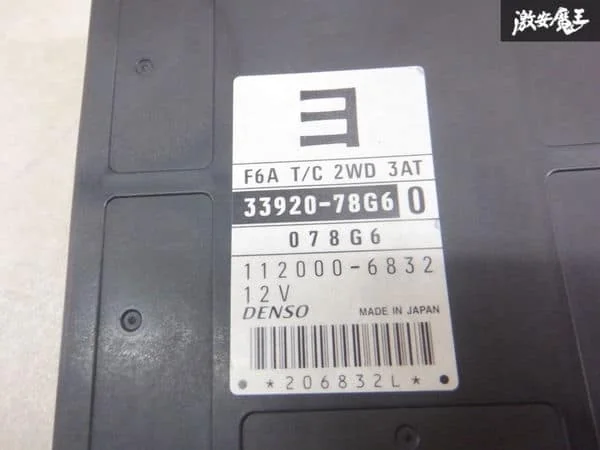 激安魔王
ヨ
F6A T/C 2WD 3AT
33920-78G6 0
078G6
112000-6832
12V
DENSO MADE IN JAPAN
*206832L*